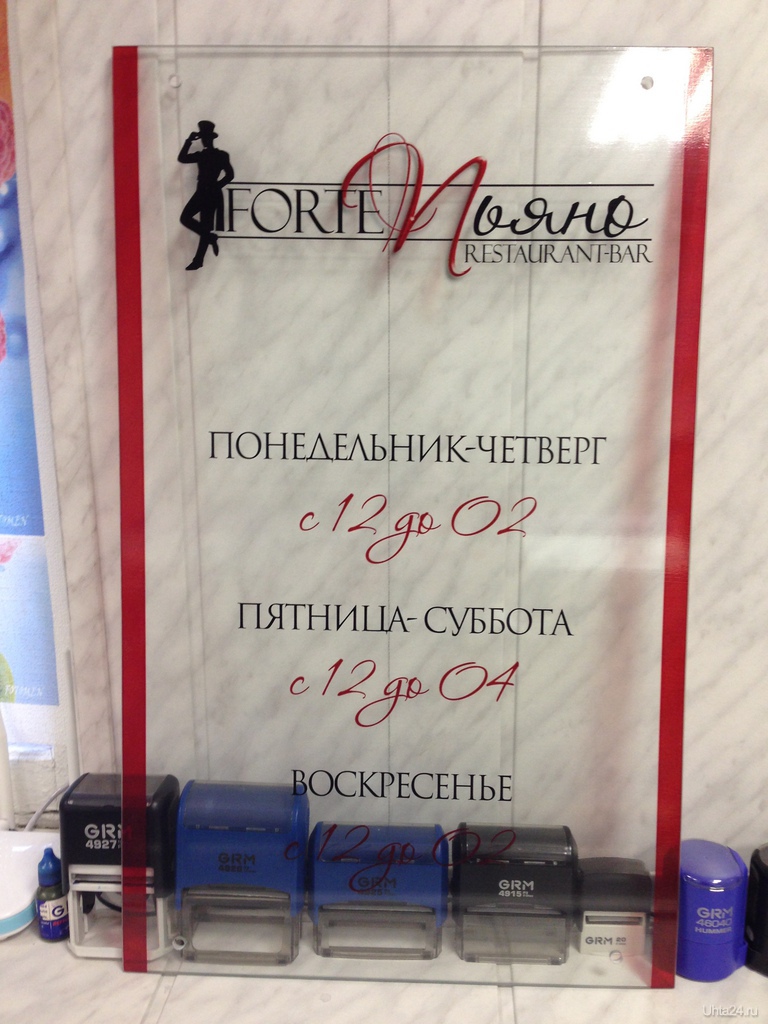 FORTE Пьяно
RESTAURANT-BAR
ПОНЕДЕЛЬНИК-ЧЕТВЕРГ
с 12 до 02
ПЯТНИЦА-СУББОТА
с 12 до 04
ВОСКРЕСЕНЬЕ
с 12 до 02
GRM
4927
GRM
GRM
GRM
4915
GRM 20
GRM
46040
HUMMER
Uhta24.ru